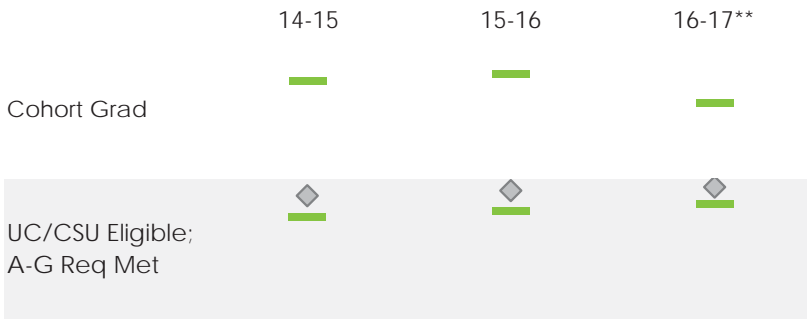 14-15 15-16 16-17**
Cohort Grad
UC/CSU Eligible;
A-G Req Met